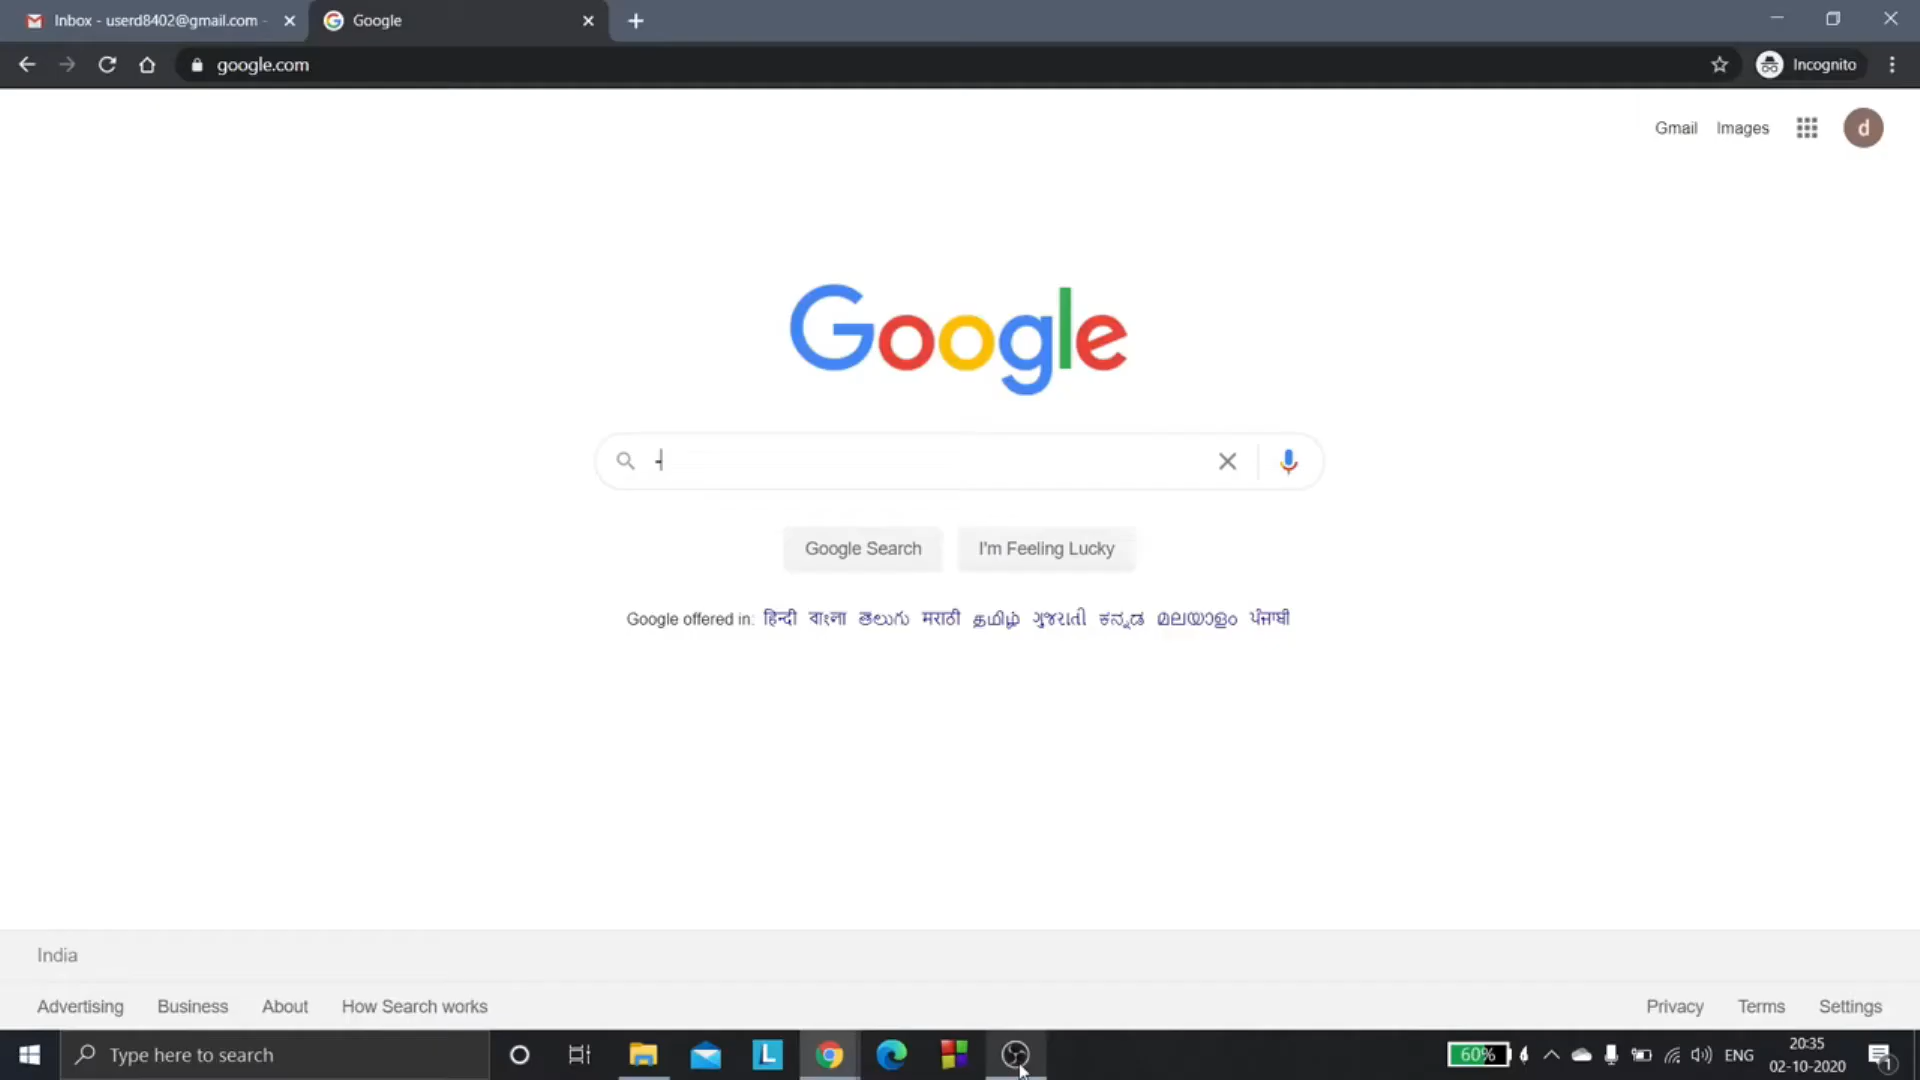 Inbox - userd8402@gmail.com -
Google
google.com
Incognito
Gmail Images
d
Google
-
Google Search
I'm Feeling Lucky
Google offered in: हिन्दी বাংলা తెలుగు मराठी தமிழ் ગુજરાતી ಕನ್ನಡ മലയാളം ਪੰਜਾਬੀ
India
Advertising Business About How Search works
Privacy Terms Settings
Type here to search
L
60%
ENG
20:35
02-10-2020
1